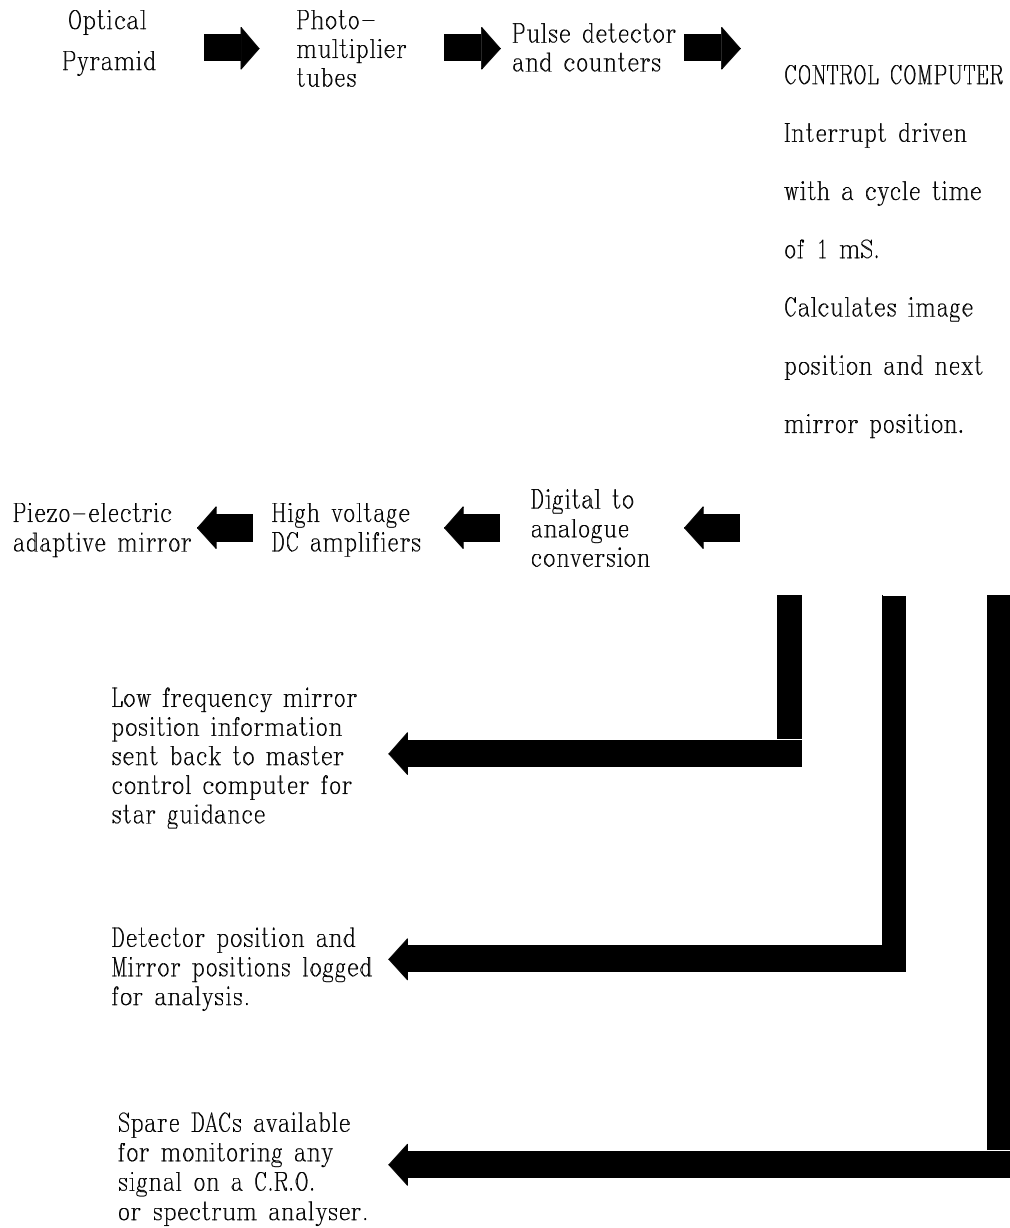 Optical
Pyramid
Photo-
multiplier
tubes
Pulse detector
and counters
CONTROL COMPUTER
Interrupt driven
with a cycle time
of 1 mS.
Calculates image
position and next
mirror position.
Piezo-electric
adaptive mirror
High voltage
DC amplifiers
Digital to
analogue
conversion
Low frequency mirror
position information
sent back to master
control computer for
star guidance
Detector position and
Mirror positions logged
for analysis.
Spare DACs available
for monitoring any
signal on a C.R.O.
or spectrum analyser.